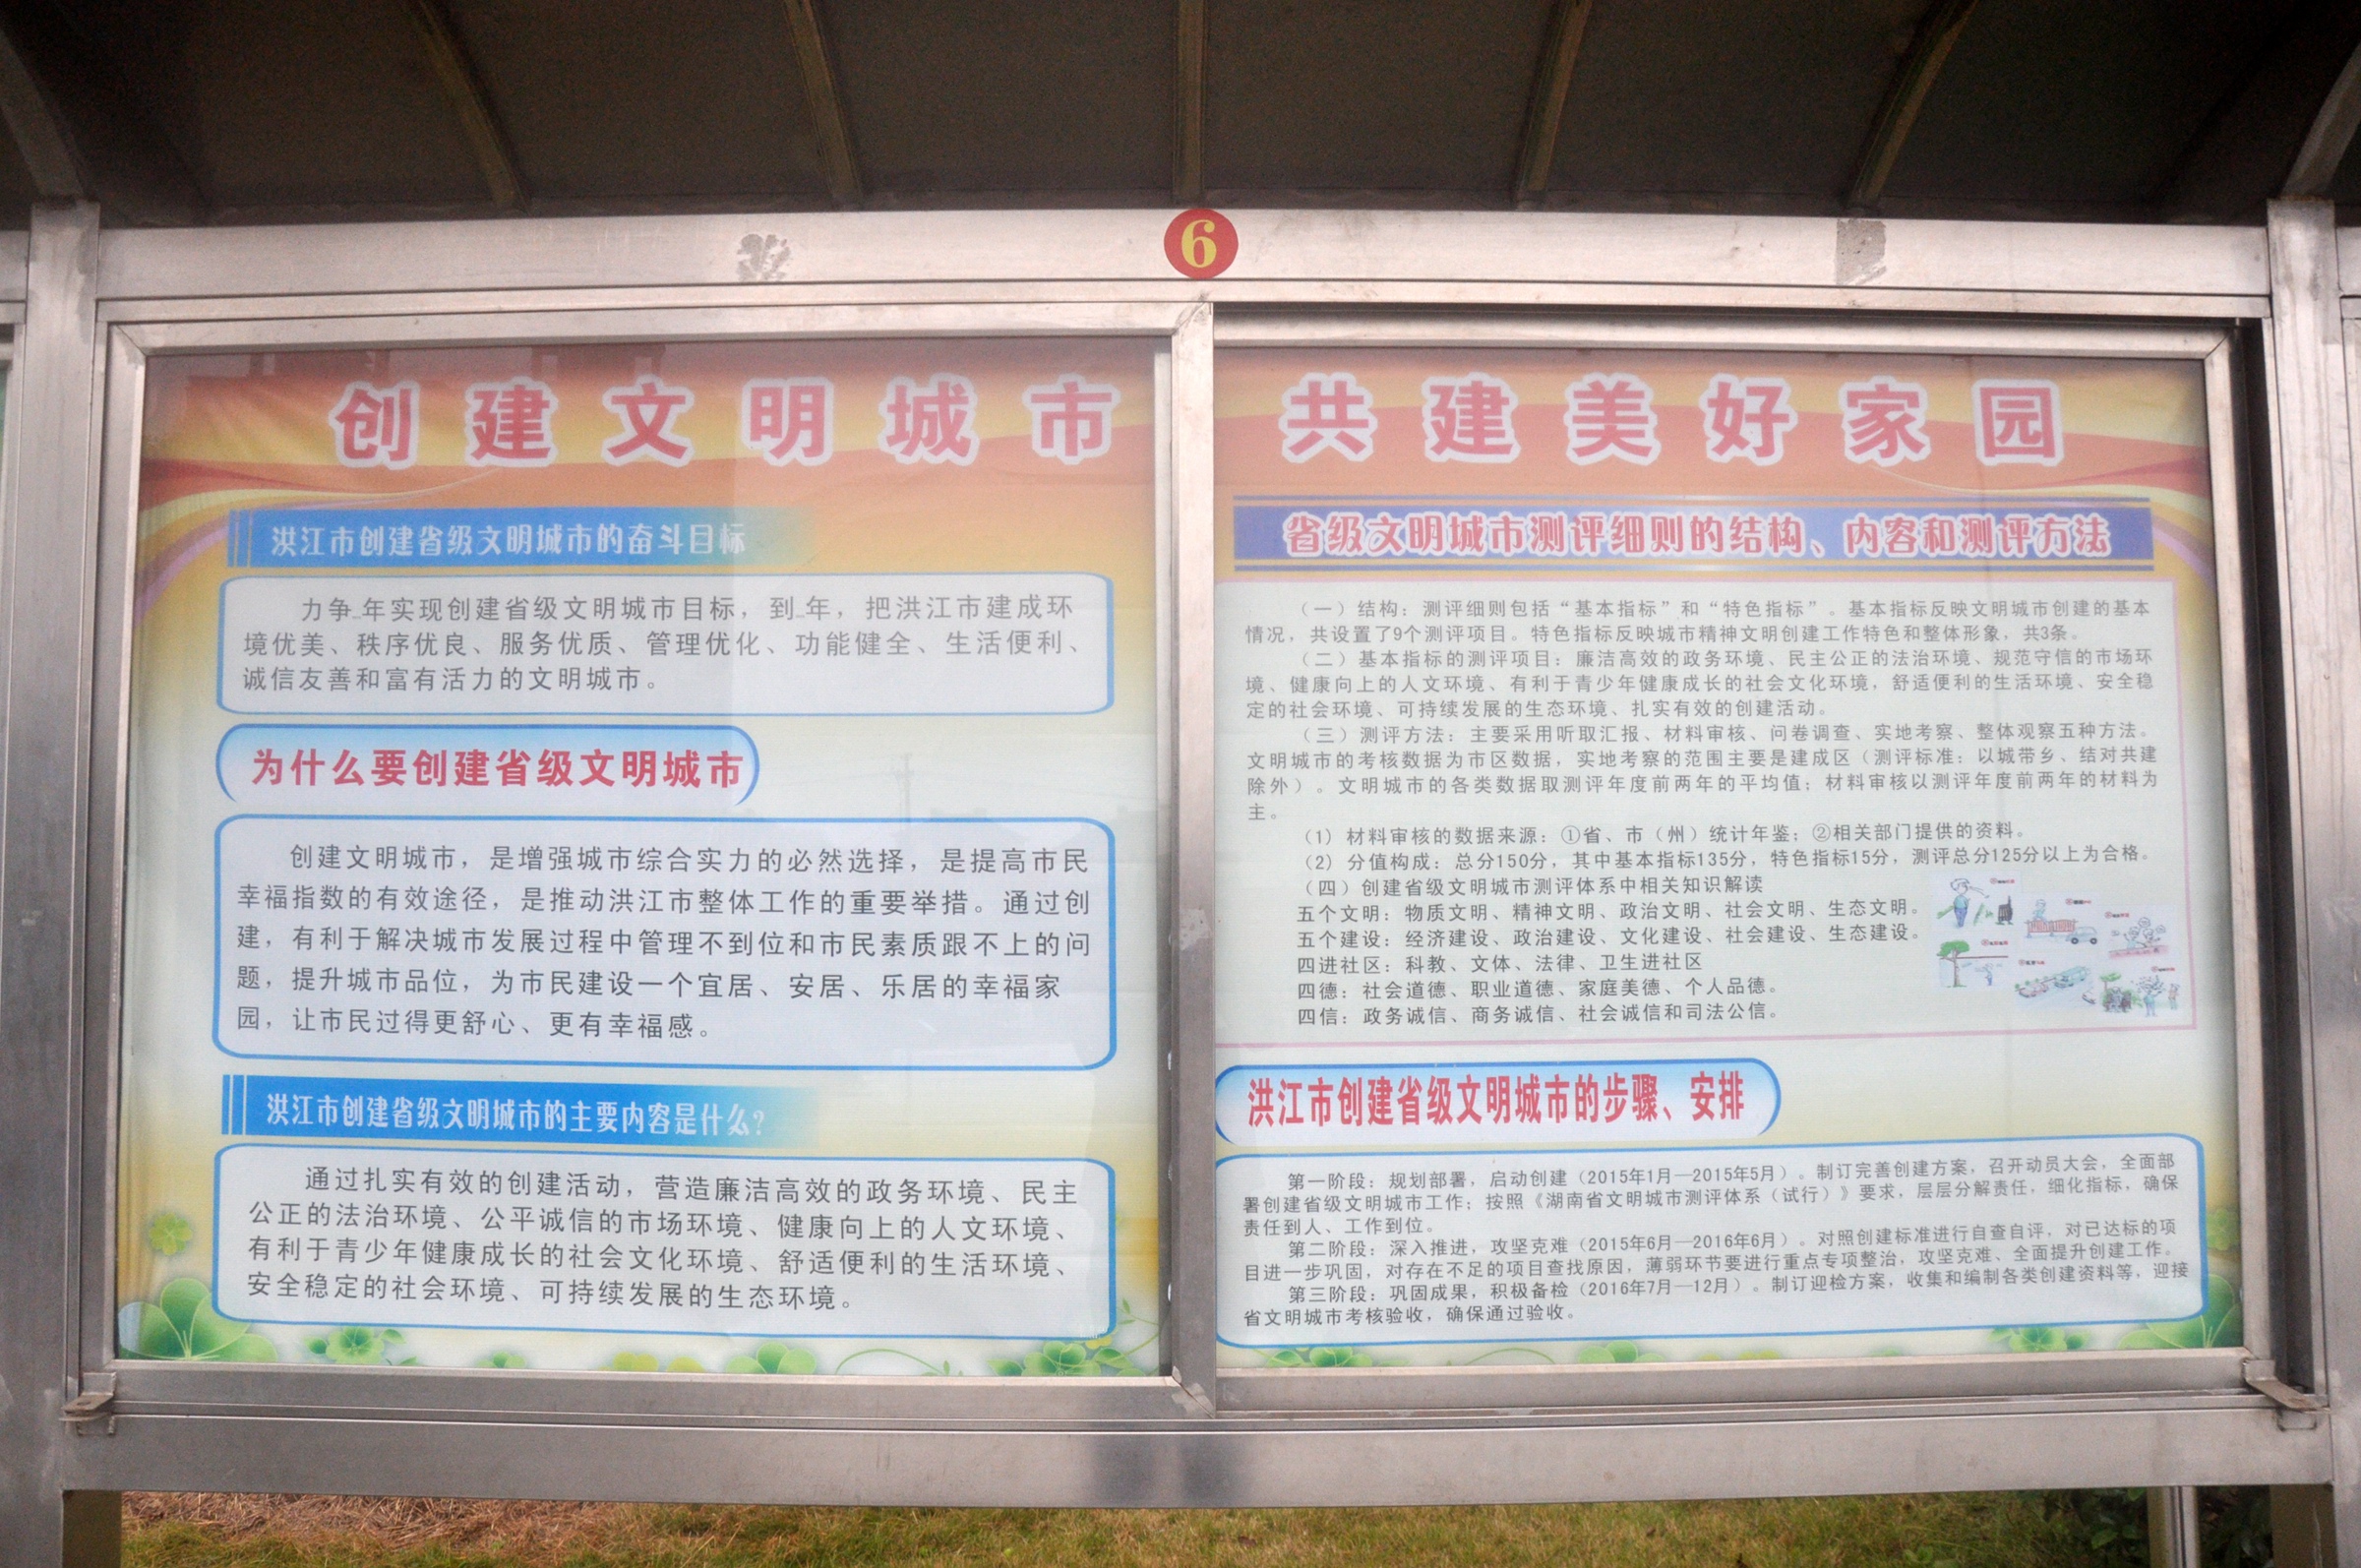 6
创建文明城市 共建美好家园
洪江市创建省级文明城市的奋斗目标
力争 年实现创建省级文明城市目标，到 年，把洪江市建成环
境优美、秩序优良、服务优质、管理优化、功能健全、生活便利、
诚信友善和富有活力的文明城市。
为什么要创建省级文明城市
创建文明城市，是增强城市综合实力的必然选择，是提高市民
幸福指数的有效途径，是推动洪江市整体工作的重要举措。通过创
建，有利于解决城市发展过程中管理不到位和市民素质跟不上的问
题，提升城市品位，为市民建设一个宜居、安居、乐居的幸福家
园，让市民过得更舒心、更有幸福感。
洪江市创建省级文明城市的主要内容是什么?
通过扎实有效的创建活动，营造廉洁高效的政务环境、民主
公正的法治环境、公平诚信的市场环境、健康向上的人文环境、
有利于青少年健康成长的社会文化环境、舒适便利的生活环境、
安全稳定的社会环境、可持续发展的生态环境。
省级文明城市测评细则的结构、内容和测评方法
（一）结构：测评细则包括“基本指标”和“特色指标”。基本指标反映文明城市创建的基本
情况，共设置了9个测评项目。特色指标反映城市精神文明创建工作特色和整体形象，共3条。
（二）基本指标的测评项目：廉洁高效的政务环境、民主公正的法治环境、规范守信的市场环
境、健康向上的人文环境、有利于青少年健康成长的社会文化环境，舒适便利的生活环境、安全稳
定的社会环境、可持续发展的生态环境、扎实有效的创建活动。
（三）测评方法：主要采用听取汇报、材料审核、问卷调查、实地考察、整体观察五种方法。
文明城市的考核数据为市区数据，实地考察的范围主要是建成区（测评标准：以城带乡、结对共建
除外）。文明城市的各类数据取测评年度前两年的平均值；材料审核以测评年度前两年的材料为
主。
（1）材料审核的数据来源：①省、市（州）统计年鉴；②相关部门提供的资料。
（2）分值构成：总分150分，其中基本指标135分，特色指标15分，测评总分125分以上为合格。
（四）创建省级文明城市测评体系中相关知识解读
五个文明：物质文明、精神文明、政治文明、社会文明、生态文明。
五个建设：经济建设、政治建设、文化建设、社会建设、生态建设。
四进社区：科教、文体、法律、卫生进社区
四德：社会道德、职业道德、家庭美德、个人品德。
四信：政务诚信、商务诚信、社会诚信和司法公信。
洪江市创建省级文明城市的步骤、安排
第一阶段：规划部署，启动创建（2015年1月—2015年5月）。制订完善创建方案，召开动员大会，全面部
署创建省级文明城市工作；按照《湖南省文明城市测评体系（试行）》要求，层层分解责任，细化指标，确保
责任到人、工作到位。
第二阶段：深入推进，攻坚克难（2015年6月—2016年6月）。对照创建标准进行自查自评，对已达标的项
目进一步巩固，对存在不足的项目查找原因，薄弱环节要进行重点专项整治，攻坚克难、全面提升创建工作。
第三阶段：巩固成果，积极备检（2016年7月—12月）。制订迎检方案，收集和编制各类创建资料等，迎接
省文明城市考核验收，确保通过验收。